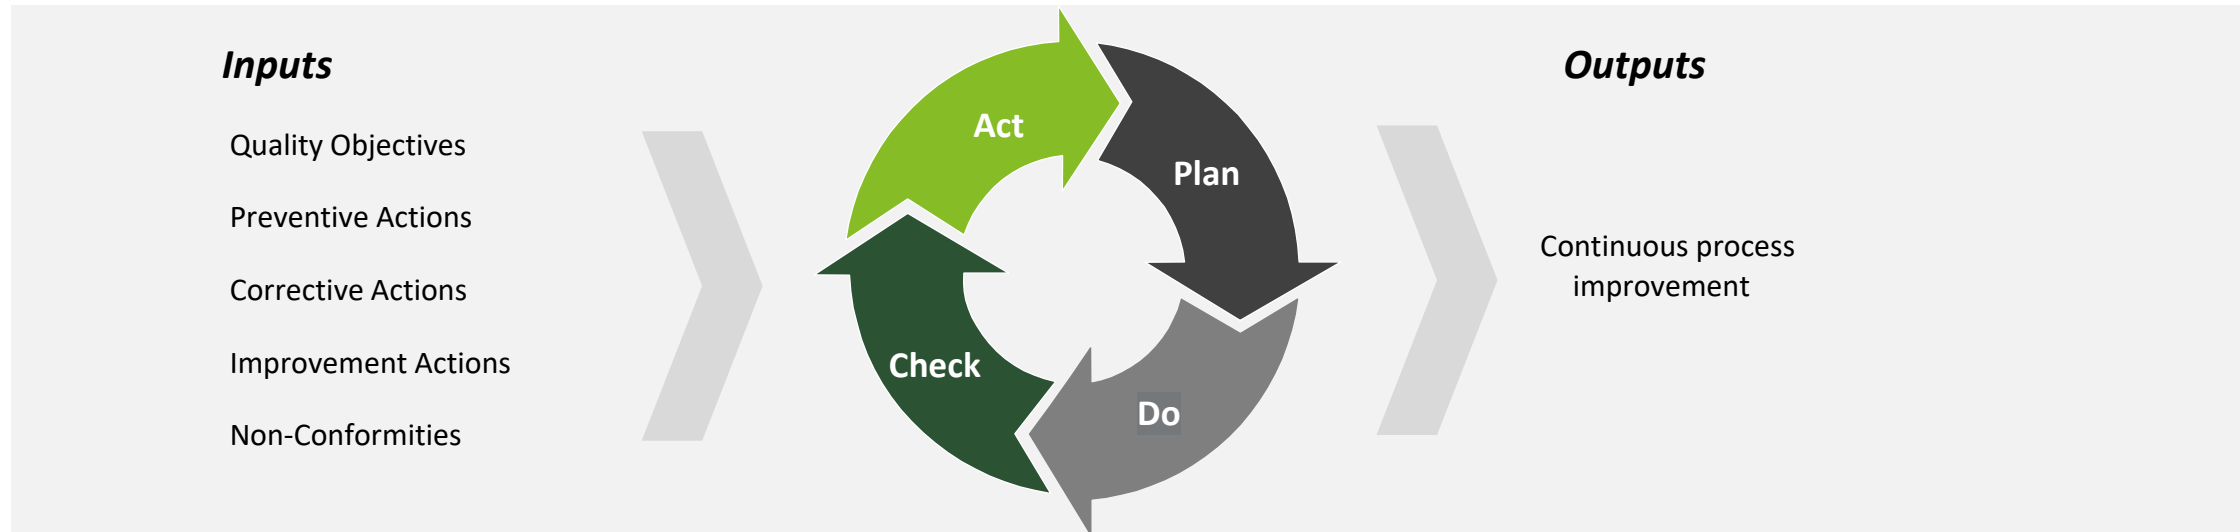 Inputs
Quality Objectives
Preventive Actions
Corrective Actions
Improvement Actions
Non-Conformities
Act
Plan
Do
Check
Outputs
Continuous process
improvement